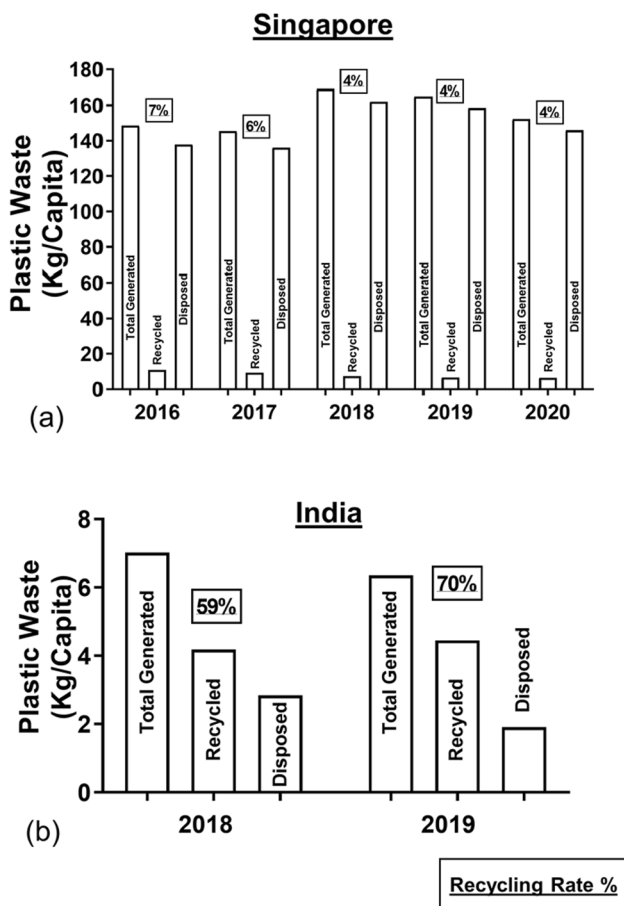 Singapore
Plastic Waste
(Kg/Capita)
180
160
140
120
100
80
60
40
20
0
7%
6%
4%
4%
4%
Total Generated
Recycled
Disposed
Total Generated
Recycled
Disposed
Total Generated
Recycled
Disposed
Total Generated
Recycled
Disposed
Total Generated
Recycled
Disposed
2016 2017 2018 2019 2020
(a)
India
Plastic Waste
(Kg/Capita)
8
6
4
2
0
59%
70%
Total Generated
Recycled
Disposed
Total Generated
Recycled
Disposed
2018 2019
(b)
Recycling Rate %